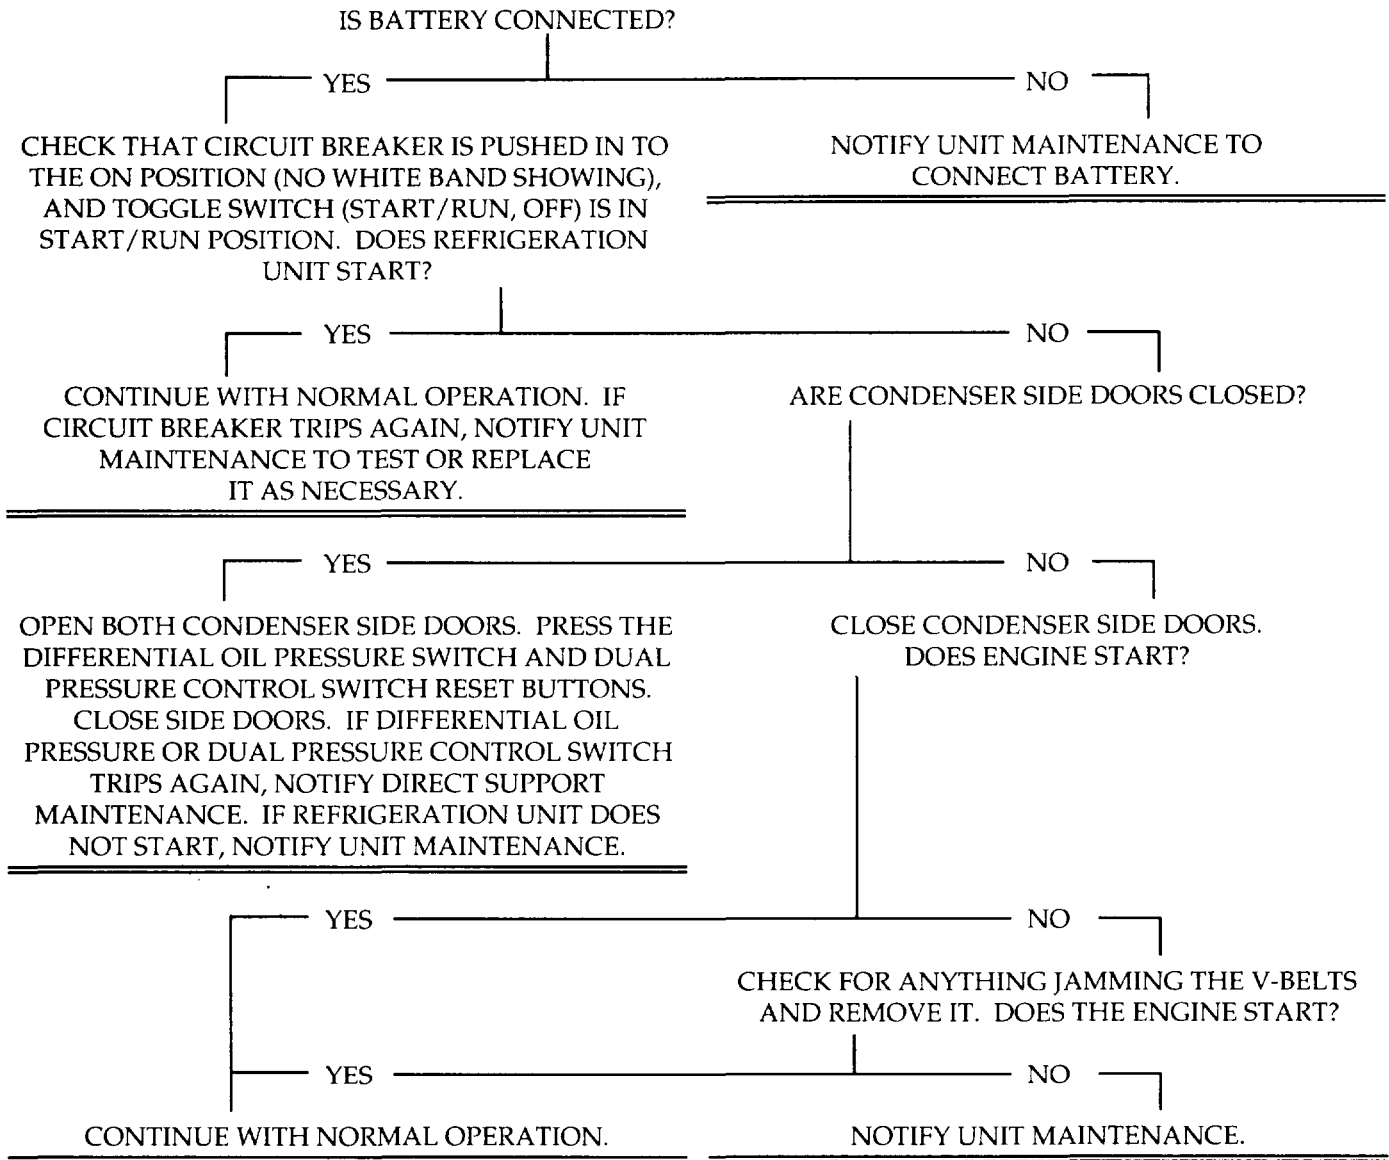 IS BATTERY CONNECTED?
YES
NO
CHECK THAT CIRCUIT BREAKER IS PUSHED IN TO
THE ON POSITION (NO WHITE BAND SHOWING),
AND TOGGLE SWITCH (START/RUN, OFF) IS IN
START/RUN POSITION. DOES REFRIGERATION
UNIT START?
NOTIFY UNIT MAINTENANCE TO
CONNECT BATTERY.
YES
NO
CONTINUE WITH NORMAL OPERATION. IF
CIRCUIT BREAKER TRIPS AGAIN, NOTIFY UNIT
MAINTENANCE TO TEST OR REPLACE
IT AS NECESSARY.
ARE CONDENSER SIDE DOORS CLOSED?
YES
NO
OPEN BOTH CONDENSER SIDE DOORS. PRESS THE
DIFFERENTIAL OIL PRESSURE SWITCH AND DUAL
PRESSURE CONTROL SWITCH RESET BUTTONS.
CLOSE SIDE DOORS. IF DIFFERENTIAL OIL
PRESSURE OR DUAL PRESSURE CONTROL SWITCH
TRIPS AGAIN, NOTIFY DIRECT SUPPORT
MAINTENANCE. IF REFRIGERATION UNIT DOES
NOT START, NOTIFY UNIT MAINTENANCE.
CLOSE CONDENSER SIDE DOORS.
DOES ENGINE START?
YES
NO
CHECK FOR ANYTHING JAMMING THE V-BELTS
AND REMOVE IT. DOES THE ENGINE START?
YES
NO
CONTINUE WITH NORMAL OPERATION.
NOTIFY UNIT MAINTENANCE.